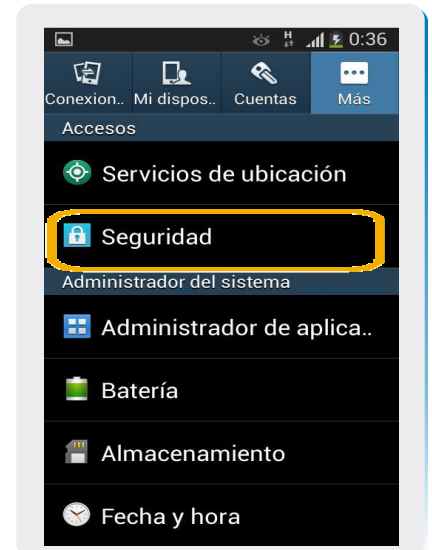 H 0:36
Conexion.. Mi dispos.. Cuentas Más
Accesos
Servicios de ubicación
Seguridad
Administrador del sistema
Administrador de aplica..
Batería
Almacenamiento
Fecha y hora